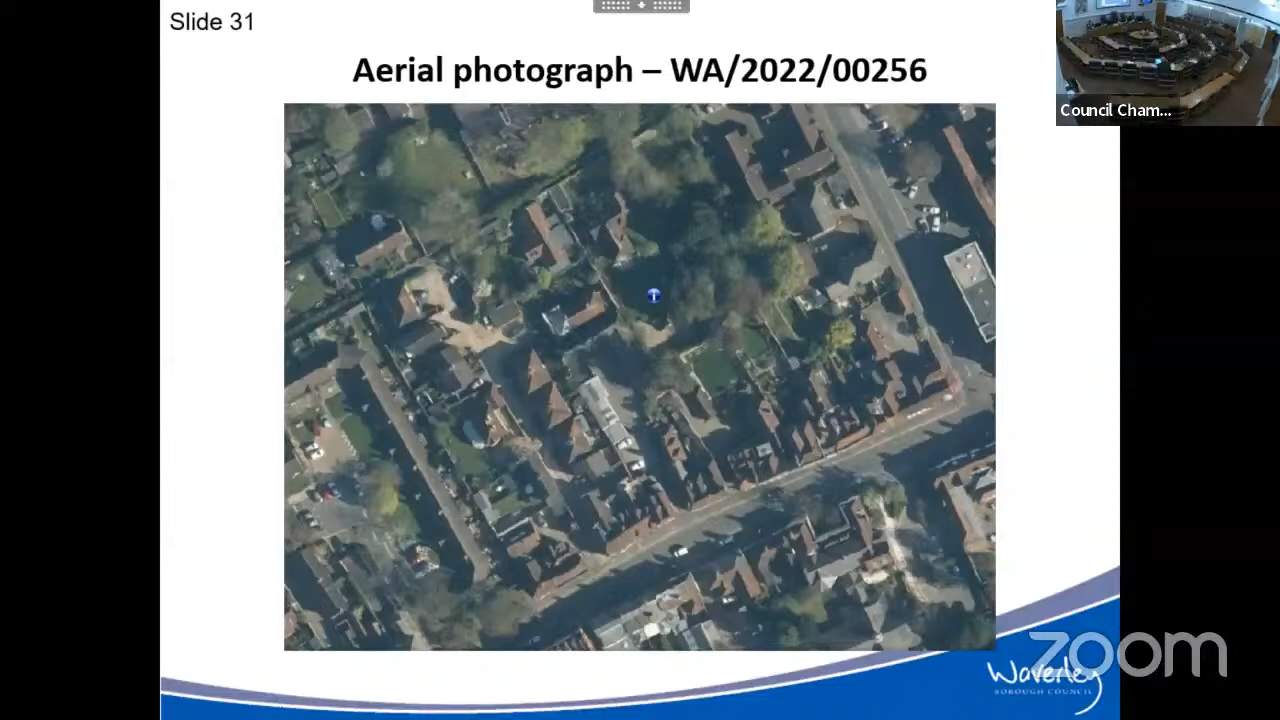 Slide 31
Aerial photograph – WA/2022/00256
Council Cham...
zoom
Waverley
BOROUGH COUNCIL